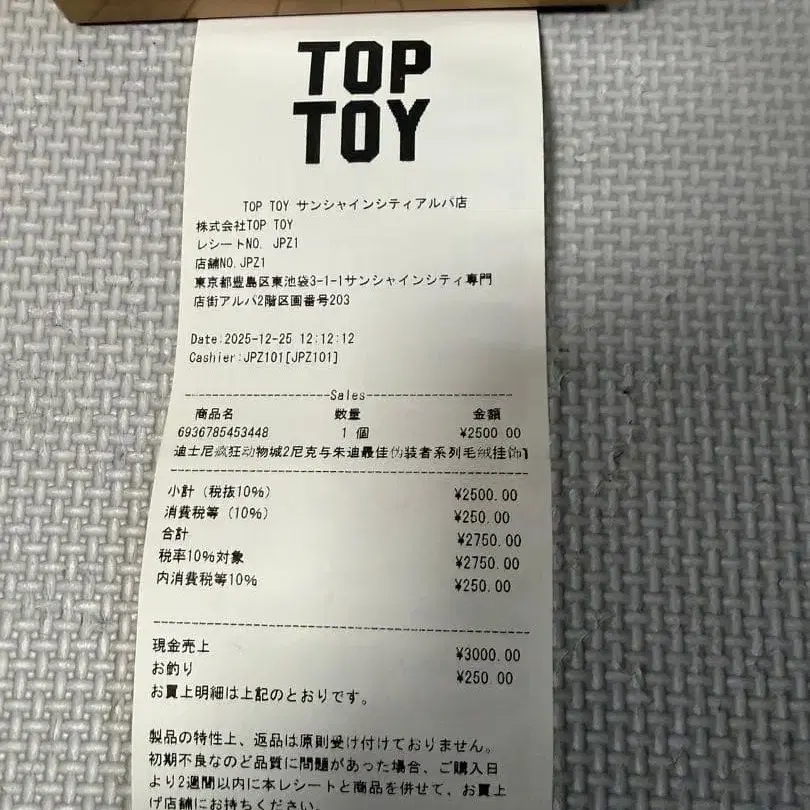 TOP
TOY
TOP TOY サンシャインシティアルパ店
株式会社TOP TOY
レシートNO. JPZ1
店舗NO.JPZ1
東京都豊島区東池袋3-1-1サンシャインシティ専門
店街アルパ2階区画番号203
Date:2025-12-25 12:12:12
Cashier:JPZ101[JPZ101]
Sales
商品名 数量 金額
6936785453448 1 個 ¥2500.00
迪士尼疯狂动物城2尼克与朱迪最佳伪装者系列毛绒挂饰1
小計(税抜10%) ¥2500.00
消費税等(10%) ¥250.00
合計 ¥2750.00
税率10%対象 ¥2750.00
内消費税等10% ¥250.00
現金売上 ¥3000.00
お釣り ¥250.00
お買上明細は上記のとおりです。
製品の特性上、返品は原則受け付けておりません。
初期不良なのど品質に問題があった場合、ご購入日
より2週間以内に本レシートと商品を併せて、お買上
げ店舗にお持ちください。